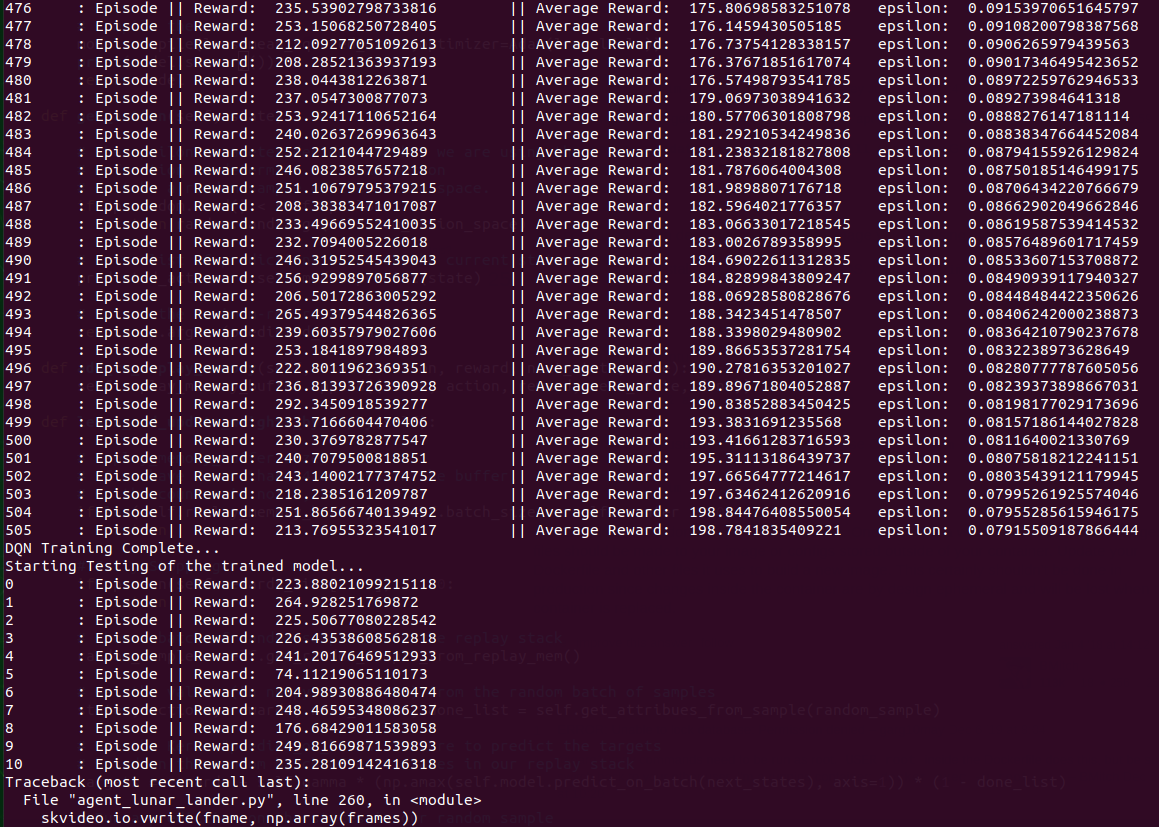 476 : Episode || Reward: 235.53902798733816 || Average Reward: 175.80698583251078 epsilon: 0.09153970651645797
477 : Episode || Reward: 253.15068250728405 || Average Reward: 176.1459430505185 epsilon: 0.09108200798387568
478 : Episode || Reward: 212.09277051092613 || Average Reward: 176.73754128338157 epsilon: 0.0906265979439563
479 : Episode || Reward: 208.28521363937193 || Average Reward: 176.37671851617074 epsilon: 0.09017346495423652
480 : Episode || Reward: 238.04443812263871 || Average Reward: 176.57498793541785 epsilon: 0.08972259762946533
481 : Episode || Reward: 237.0547300877073 || Average Reward: 179.06973038941632 epsilon: 0.089273984641318
482 : Episode || Reward: 253.92417110652164 || Average Reward: 180.57706301808798 epsilon: 0.0888276147181114
483 : Episode || Reward: 240.02637269963643 || Average Reward: 181.29210534249836 epsilon: 0.08838347664452084
484 : Episode || Reward: 252.2121044729489 || Average Reward: 181.23832181827808 epsilon: 0.08794155926129824
485 : Episode || Reward: 246.0823857657218 || Average Reward: 181.7876064004308 epsilon: 0.08750185146499175
486 : Episode || Reward: 251.10679795379215 || Average Reward: 181.9898807176718 epsilon: 0.08706434220766679
487 : Episode || Reward: 208.38383471017087 || Average Reward: 182.5964021776357 epsilon: 0.08662902049662846
488 : Episode || Reward: 233.49669552410035 || Average Reward: 183.06633017218545 epsilon: 0.08619587539414532
489 : Episode || Reward: 232.7094005226018 || Average Reward: 183.0026789358995 epsilon: 0.08576489601717459
490 : Episode || Reward: 246.31952545439043 || Average Reward: 184.69022611312835 epsilon: 0.08533607153708872
491 : Episode || Reward: 256.9299897056877 || Average Reward: 184.82899843809247 epsilon: 0.08490939117940327
492 : Episode || Reward: 206.50172863005292 || Average Reward: 188.06928580828676 epsilon: 0.08448484422350626
493 : Episode || Reward: 265.49379544826365 || Average Reward: 188.3423451478507 epsilon: 0.08406242000238873
494 : Episode || Reward: 239.60357979027606 || Average Reward: 188.3398029480902 epsilon: 0.08364210790237678
495 : Episode || Reward: 253.1841897984893 || Average Reward: 189.86653537281754 epsilon: 0.0832238973628649
496 : Episode || Reward: 222.8011962369351 || Average Reward: 190.27816353201027 epsilon: 0.08280777787605056
497 : Episode || Reward: 236.81393726390928 || Average Reward: 189.89671804052887 epsilon: 0.08239373898667031
498 : Episode || Reward: 292.3450918539277 || Average Reward: 190.83852883450425 epsilon: 0.08198177029173696
499 : Episode || Reward: 233.7166604470406 || Average Reward: 193.3831691235568 epsilon: 0.08157186144027828
500 : Episode || Reward: 230.3769782877547 || Average Reward: 193.41661283716593 epsilon: 0.0811640021330769
501 : Episode || Reward: 240.7079500818851 || Average Reward: 195.31113186439737 epsilon: 0.08075818212241151
502 : Episode || Reward: 243.14002177374752 || Average Reward: 197.66564777214617 epsilon: 0.08035439121179945
503 : Episode || Reward: 218.2385161209787 || Average Reward: 197.63462412620916 epsilon: 0.07995261925574046
504 : Episode || Reward: 251.86566740139492 || Average Reward: 198.84476408550054 epsilon: 0.07955285615946175
505 : Episode || Reward: 213.76955323541017 || Average Reward: 198.7841835409221 epsilon: 0.07915509187866444
DQN Training Complete...
Starting Testing of the trained model...
0 : Episode || Reward: 223.88021099215118
1 : Episode || Reward: 264.928251769872
2 : Episode || Reward: 225.50677080228542
3 : Episode || Reward: 226.43538608562818
4 : Episode || Reward: 241.20176469512933
5 : Episode || Reward: 74.11219065110173
6 : Episode || Reward: 204.98930886480474
7 : Episode || Reward: 248.46595348086237
8 : Episode || Reward: 176.68429011583058
9 : Episode || Reward: 249.81669871539893
10 : Episode || Reward: 235.28109142416318
Traceback (most recent call last):
File "agent_lunar_lander.py", line 260, in <module>
skvideo.io.vwrite(fname, np.array(frames))